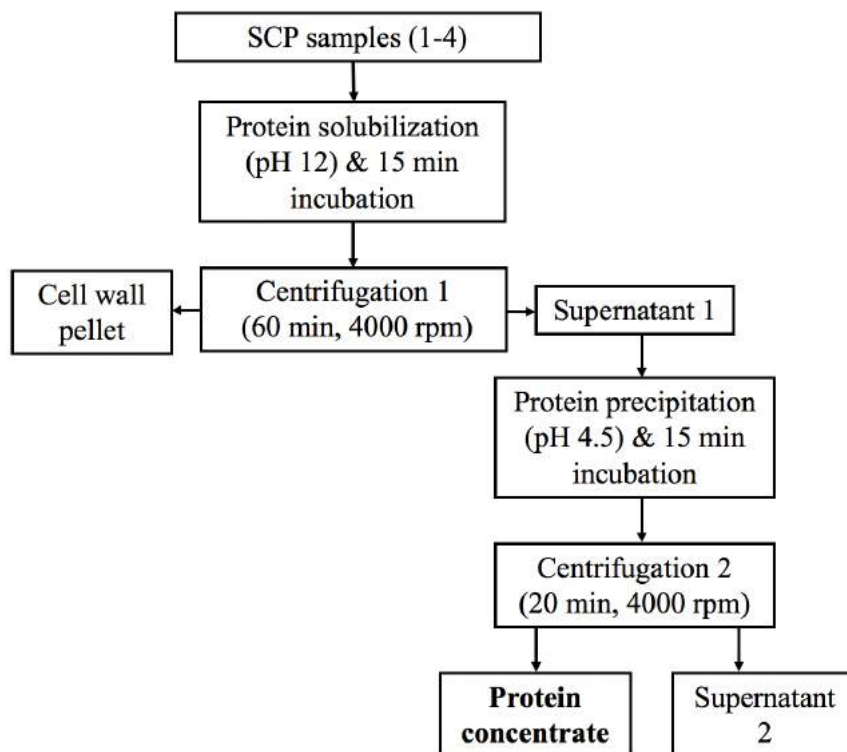 SCP samples (1-4)
Protein solubilization
(pH 12) & 15 min
incubation
Cell wall
pellet
Centrifugation 1
(60 min, 4000 rpm)
Supernatant 1
Protein precipitation
(pH 4.5) & 15 min
incubation
Centrifugation 2
(20 min, 4000 rpm)
Protein
concentrate
Supernatant
2